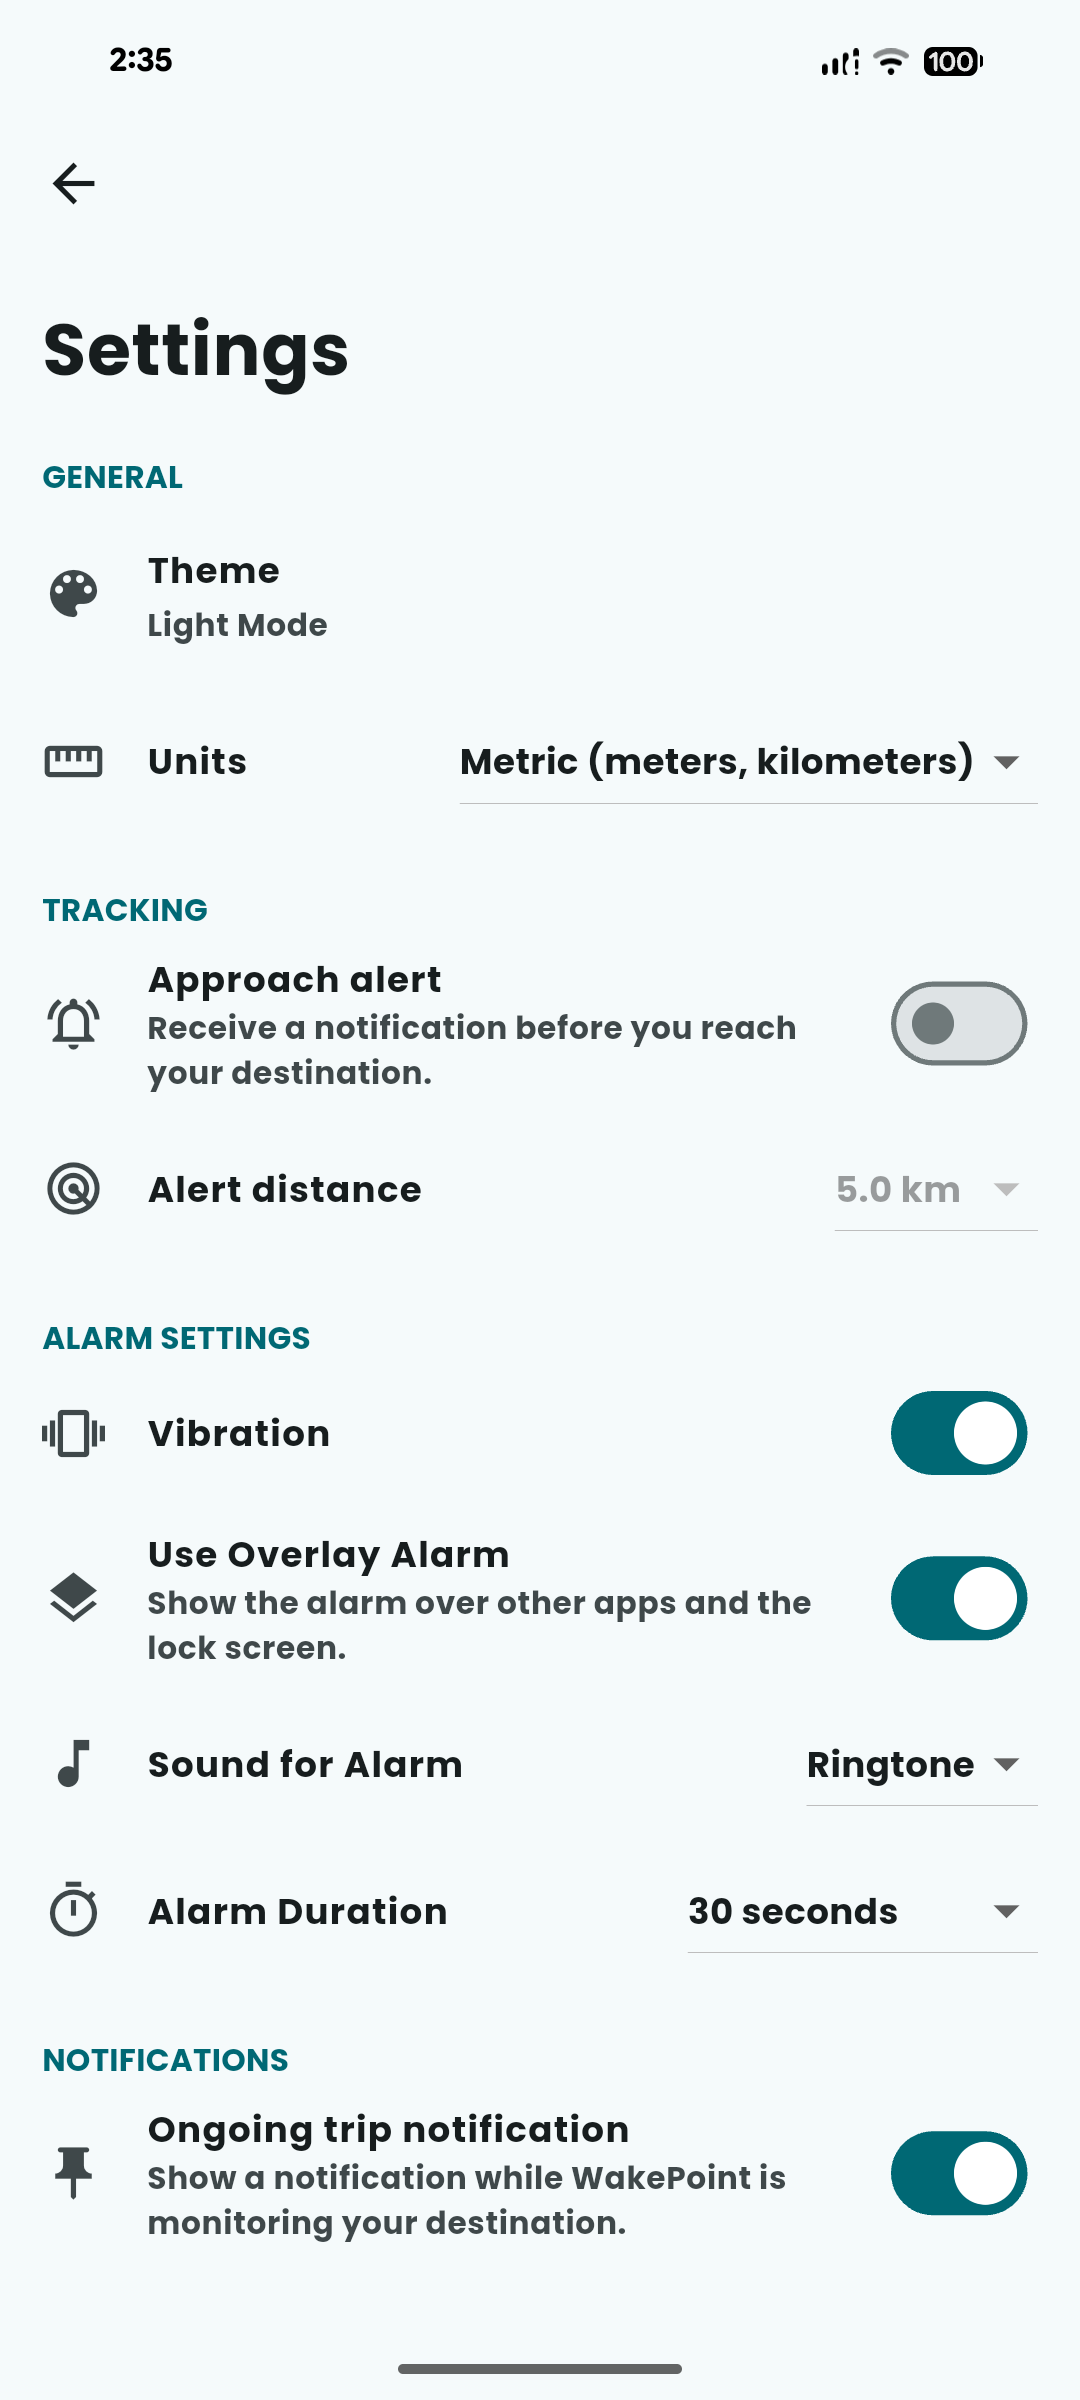 2:35
100
Settings
GENERAL
Theme
Light Mode
Units
Metric (meters, kilometers)
TRACKING
Approach alert
Receive a notification before you reach
your destination.
Alert distance
5.0 km
ALARM SETTINGS
Vibration
Use Overlay Alarm
Show the alarm over other apps and the
lock screen.
Sound for Alarm
Ringtone
Alarm Duration
30 seconds
NOTIFICATIONS
Ongoing trip notification
Show a notification while WakePoint is
monitoring your destination.